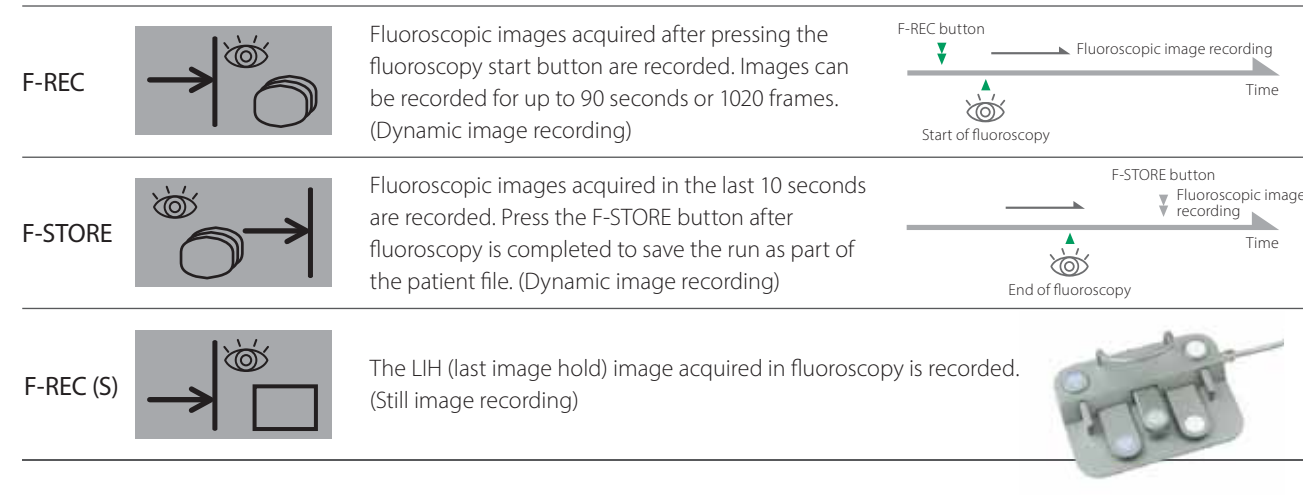 F-REC
Fluoroscopic images acquired after pressing the
fluoroscopy start button are recorded. Images can
be recorded for up to 90 seconds or 1020 frames.
(Dynamic image recording)
F-REC button
Fluoroscopic image recording
Time
Start of fluoroscopy
F-STORE
Fluoroscopic images acquired in the last 10 seconds
are recorded. Press the F-STORE button after
fluoroscopy is completed to save the run as part of
the patient file. (Dynamic image recording)
F-STORE button
Fluoroscopic image
recording
Time
End of fluoroscopy
F-REC (S)
The LIH (last image hold) image acquired in fluoroscopy is recorded.
(Still image recording)